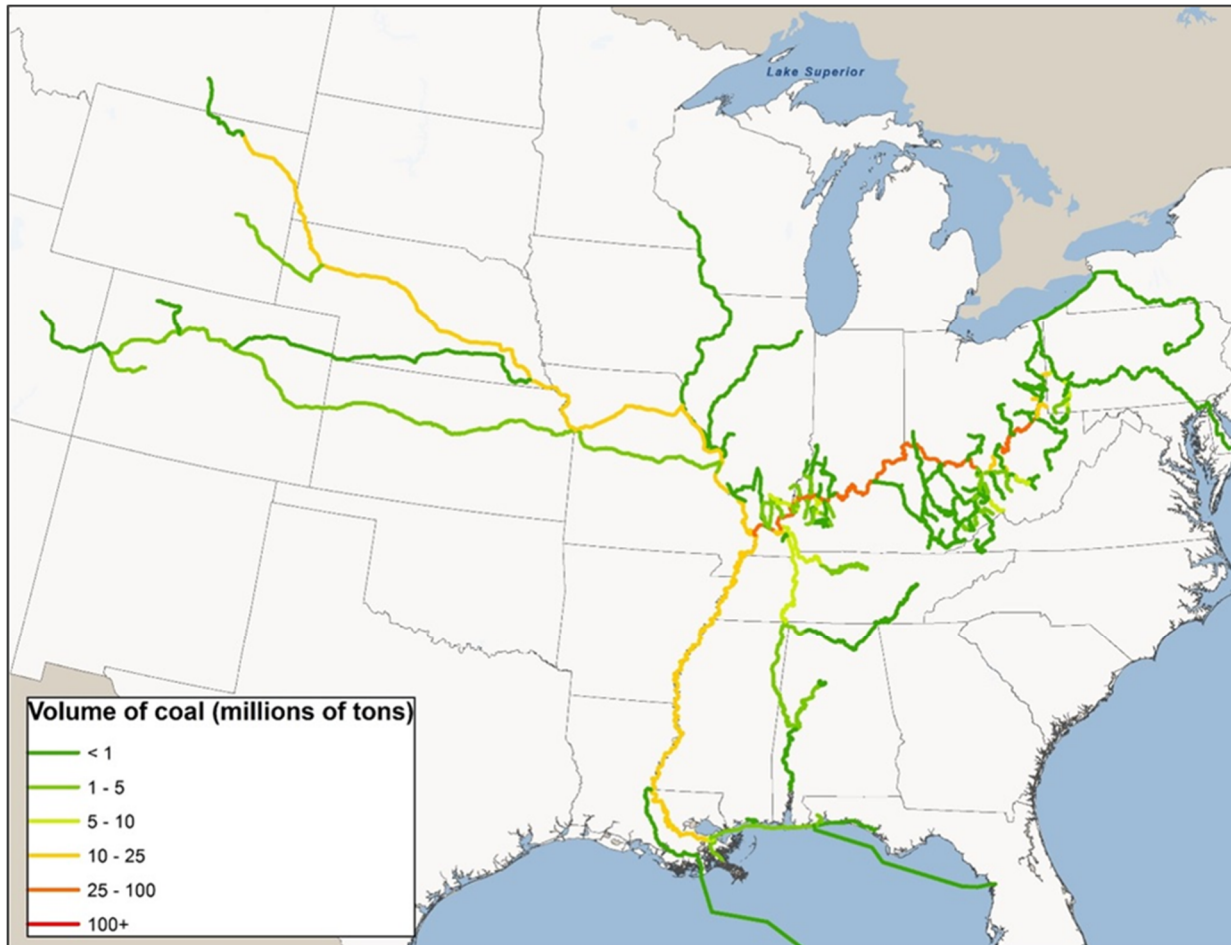 Lake Superior
Volume of coal (millions of tons)
< 1
1 - 5
5 - 10
10 - 25
25 - 100
100+